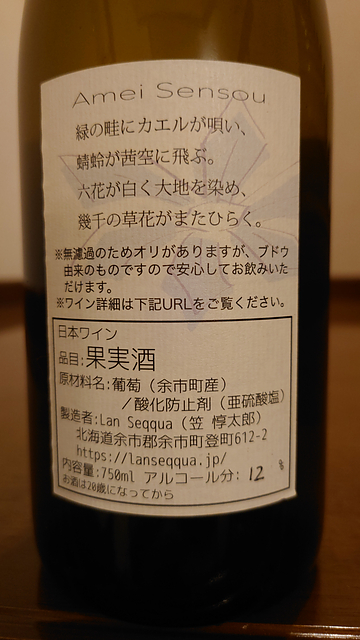 Amei Sensou
緑の畦にカエルが唄い、
蜻蛉が茜空に飛ぶ。
六花が白く大地を染め、
幾千の草花がまたひらく。
※無濾過のためオリがありますが、ブドウ
由来のものですので安心してお飲みいた
だけます。
※ワイン詳細は下記URLをご覧ください。
日本ワイン
品目:果実酒
原材料名:葡萄（余市町産）
／酸化防止剤（亜硫酸塩）
製造者:Lan Seqqua（笠 惇太郎）
北海道余市郡余市町登町612-2
https://lanseqqua.jp/
内容量:750ml アルコール分: 12 %
お酒は20歳になってから